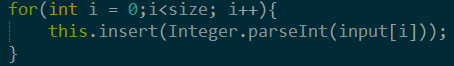 for(int i = 0;i<size; i++){
    this.insert(Integer.parseInt(input[i]));
}